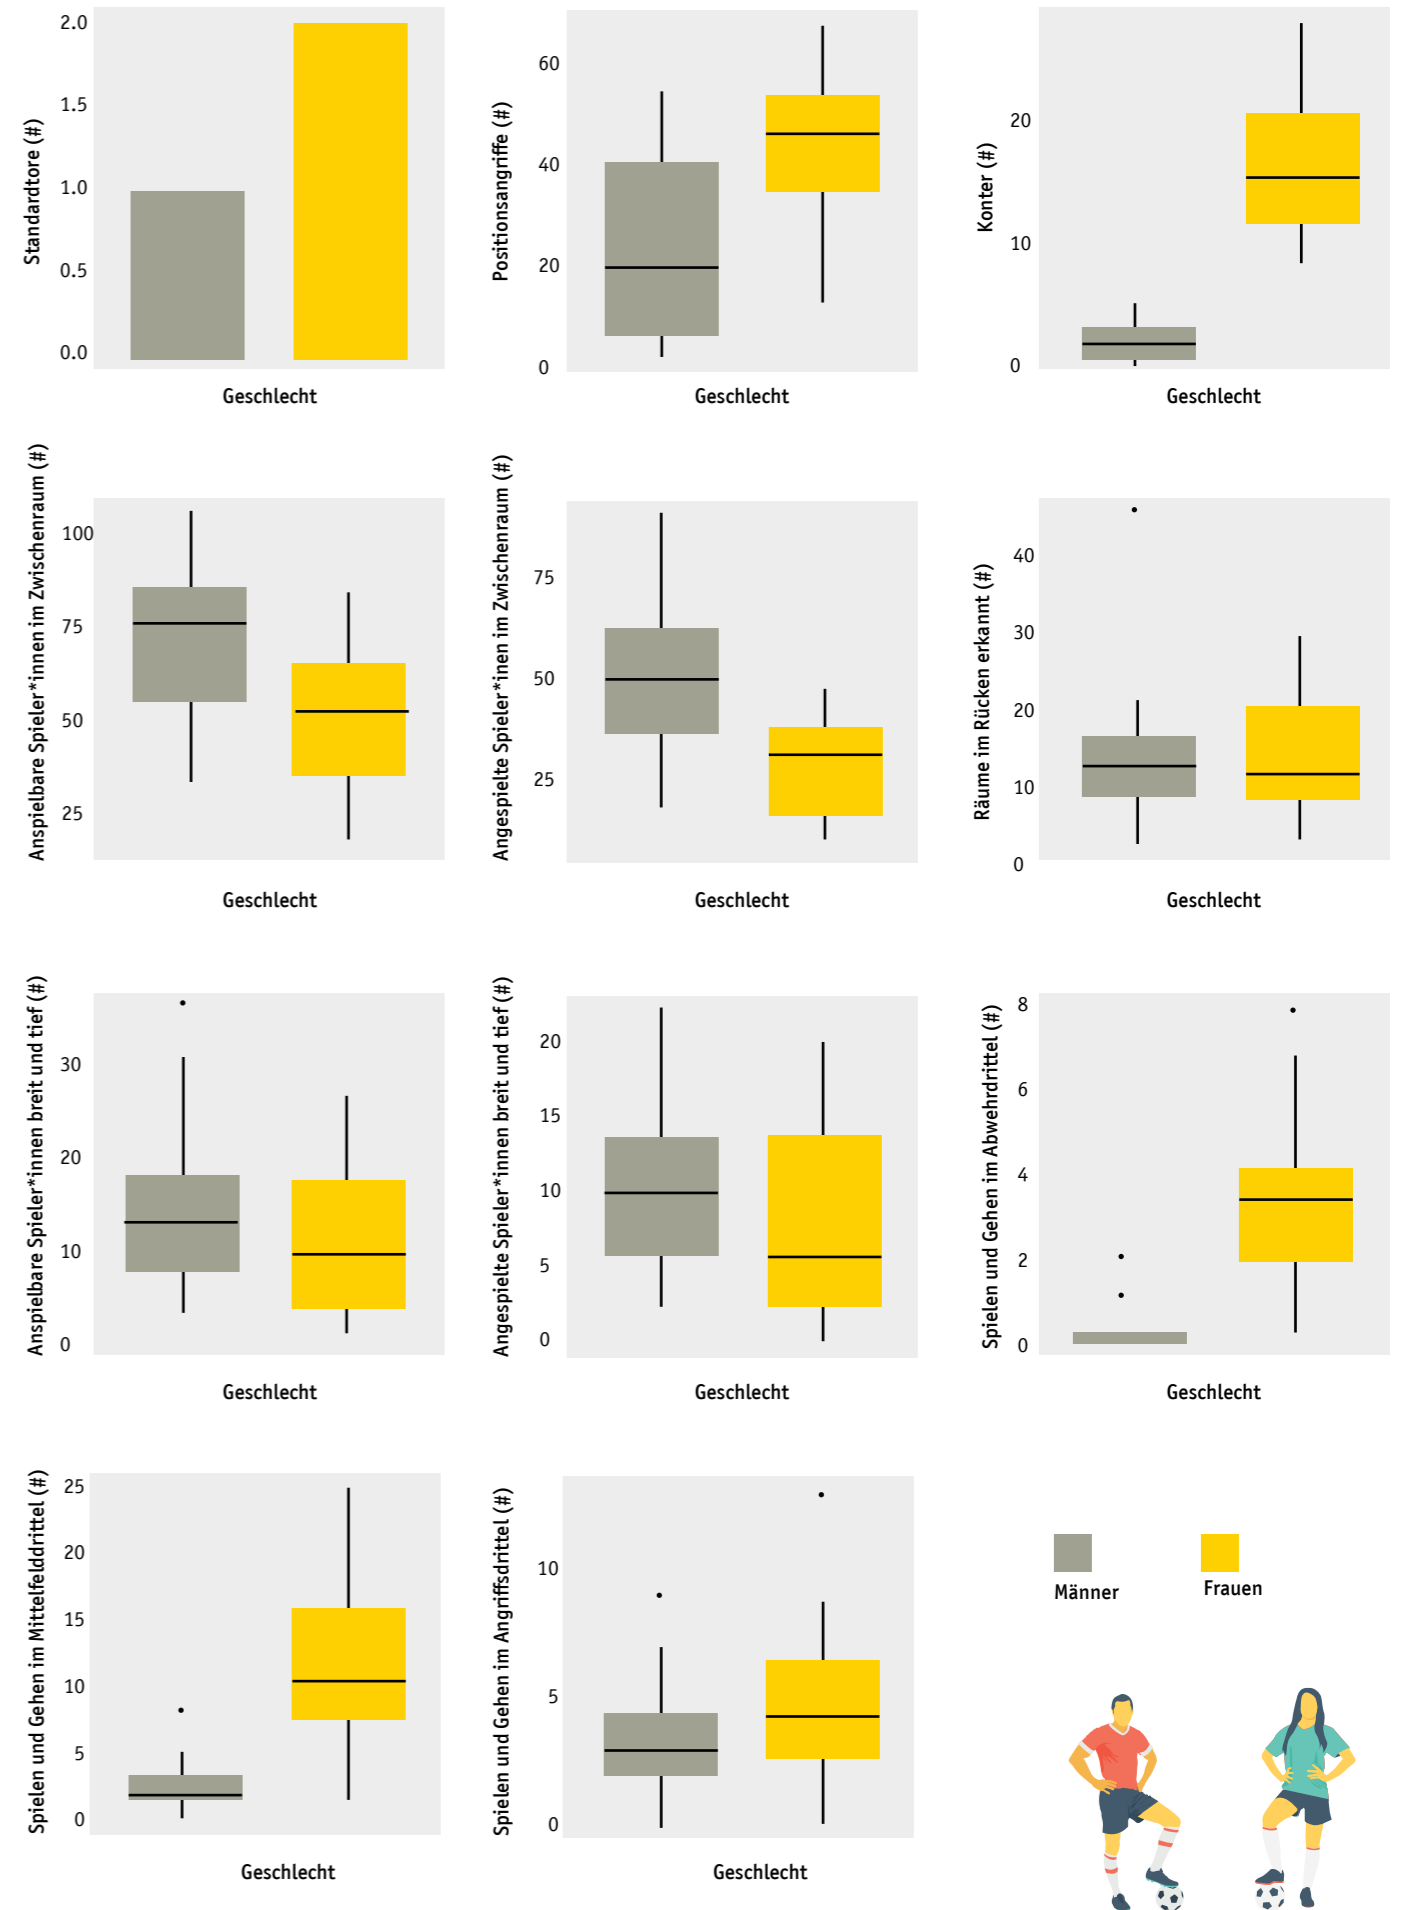 Standardtore (#)
2.0
1.5
1.0
0.5
0.0
Geschlecht
Positionsangriffe (#)
60
40
20
0
Geschlecht
Konter (#)
20
10
0
Geschlecht
Anspielbare Spieler*innen im Zwischenraum (#)
100
75
50
25
Geschlecht
Angespielte Spieler*inen im Zwischenraum (#)
75
50
25
Geschlecht
Räume im Rücken erkannt (#)
40
30
20
10
0
Geschlecht
Anspielbare Spieler*innen breit und tief (#)
30
20
10
0
Geschlecht
Angespielte Spieler*innen breit und tief (#)
20
15
10
5
0
Geschlecht
Spielen und Gehen im Abwehrdrittel (#)
8
6
4
2
0
Geschlecht
Spielen und Gehen im Mittelfelddrittel (#)
25
20
15
10
5
0
Geschlecht
Spielen und Gehen im Angriffsdrittel (#)
10
5
0
Geschlecht
Männer
Frauen